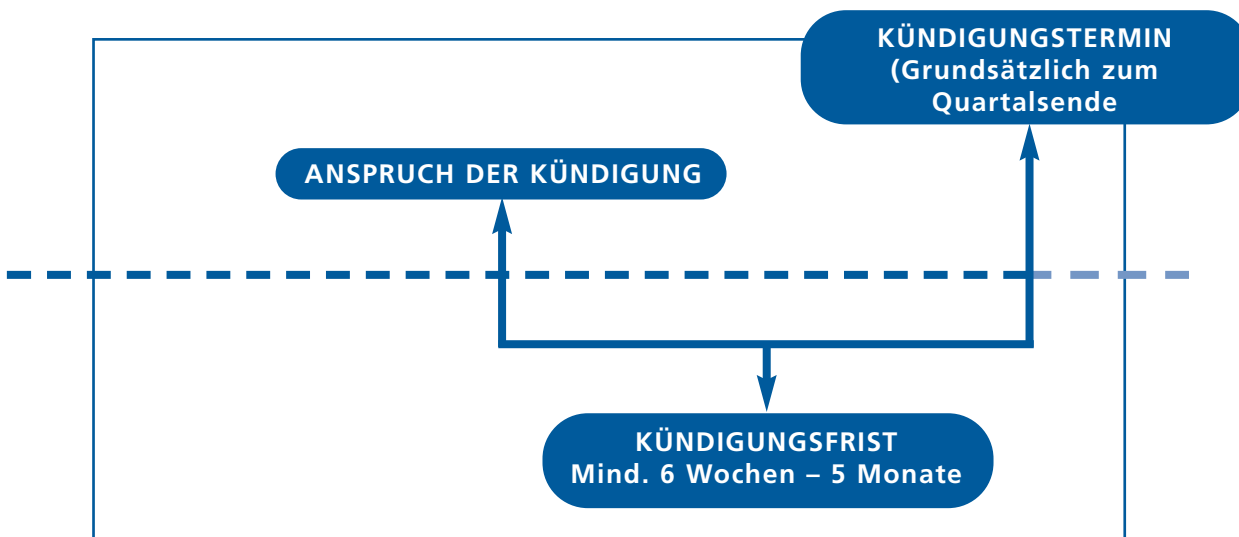 KÜNDIGUNGSTERMIN
(Grundsätzlich zum
Quartalsende
ANSPRUCH DER KÜNDIGUNG
KÜNDIGUNGSFRIST
Mind. 6 Wochen – 5 Monate